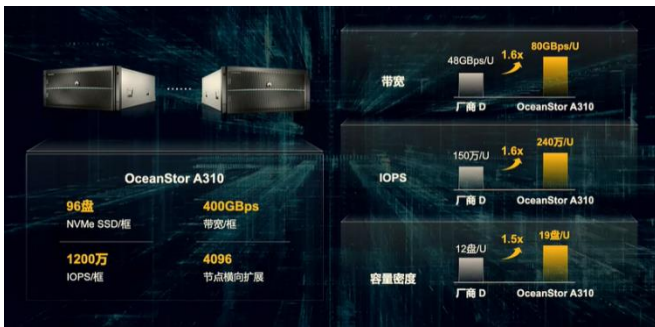 OceanStor A310
96盘
NVMe SSD/框
400GBps
带宽/框
1200万
IOPS/框
4096
节点横向扩展
带宽
48GBps/U
1.6x
80GBps/U
厂商 D
OceanStor A310
IOPS
150万/U
1.6x
240万/U
厂商 D
OceanStor A310
容量密度
12盘/U
1.5x
19盘/U
厂商 D
OceanStor A310